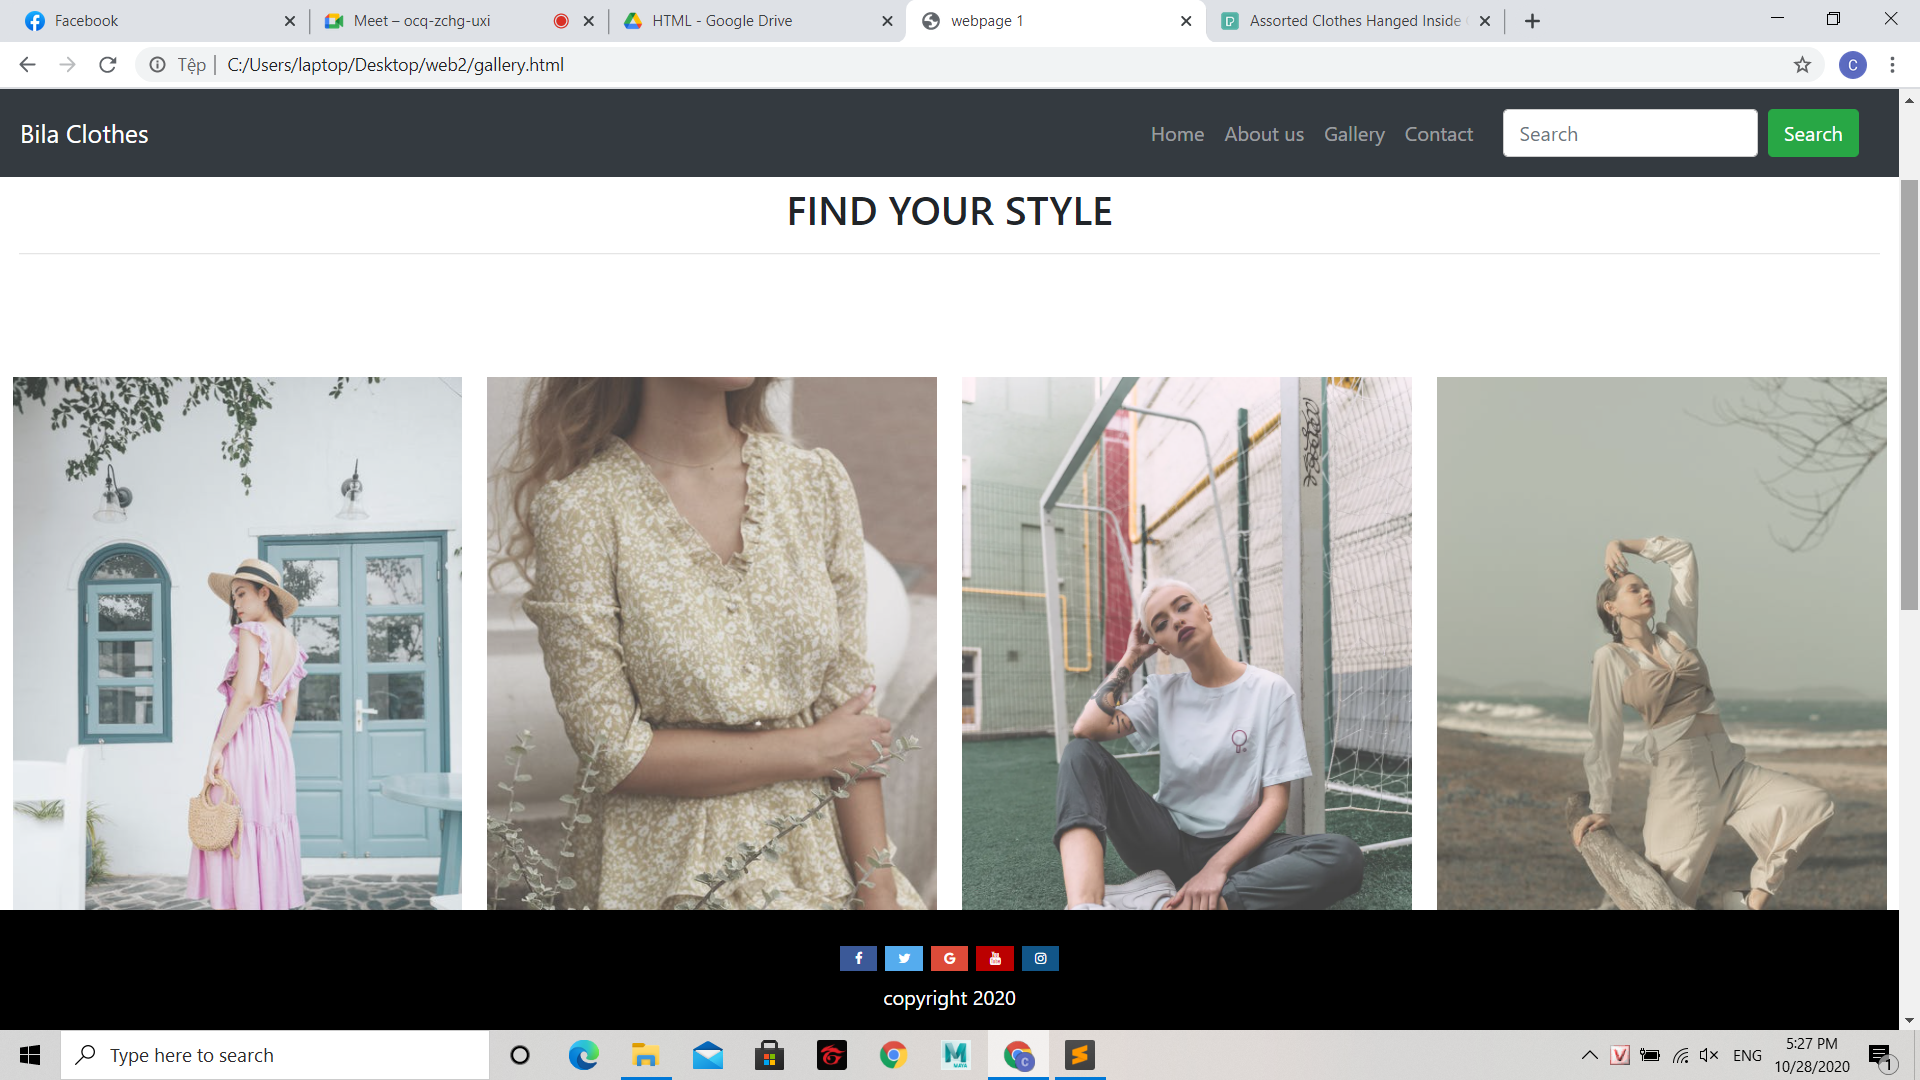 Facebook
Meet – ocq-zchg-uxi
HTML - Google Drive
webpage 1
Assorted Clothes Hanged Inside
Tệp | C:/Users/laptop/Desktop/web2/gallery.html
C
Bila Clothes
Home About us Gallery Contact
Search
Search
FIND YOUR STYLE
copyright 2020
Type here to search
ENG
5:27 PM
10/28/2020
1